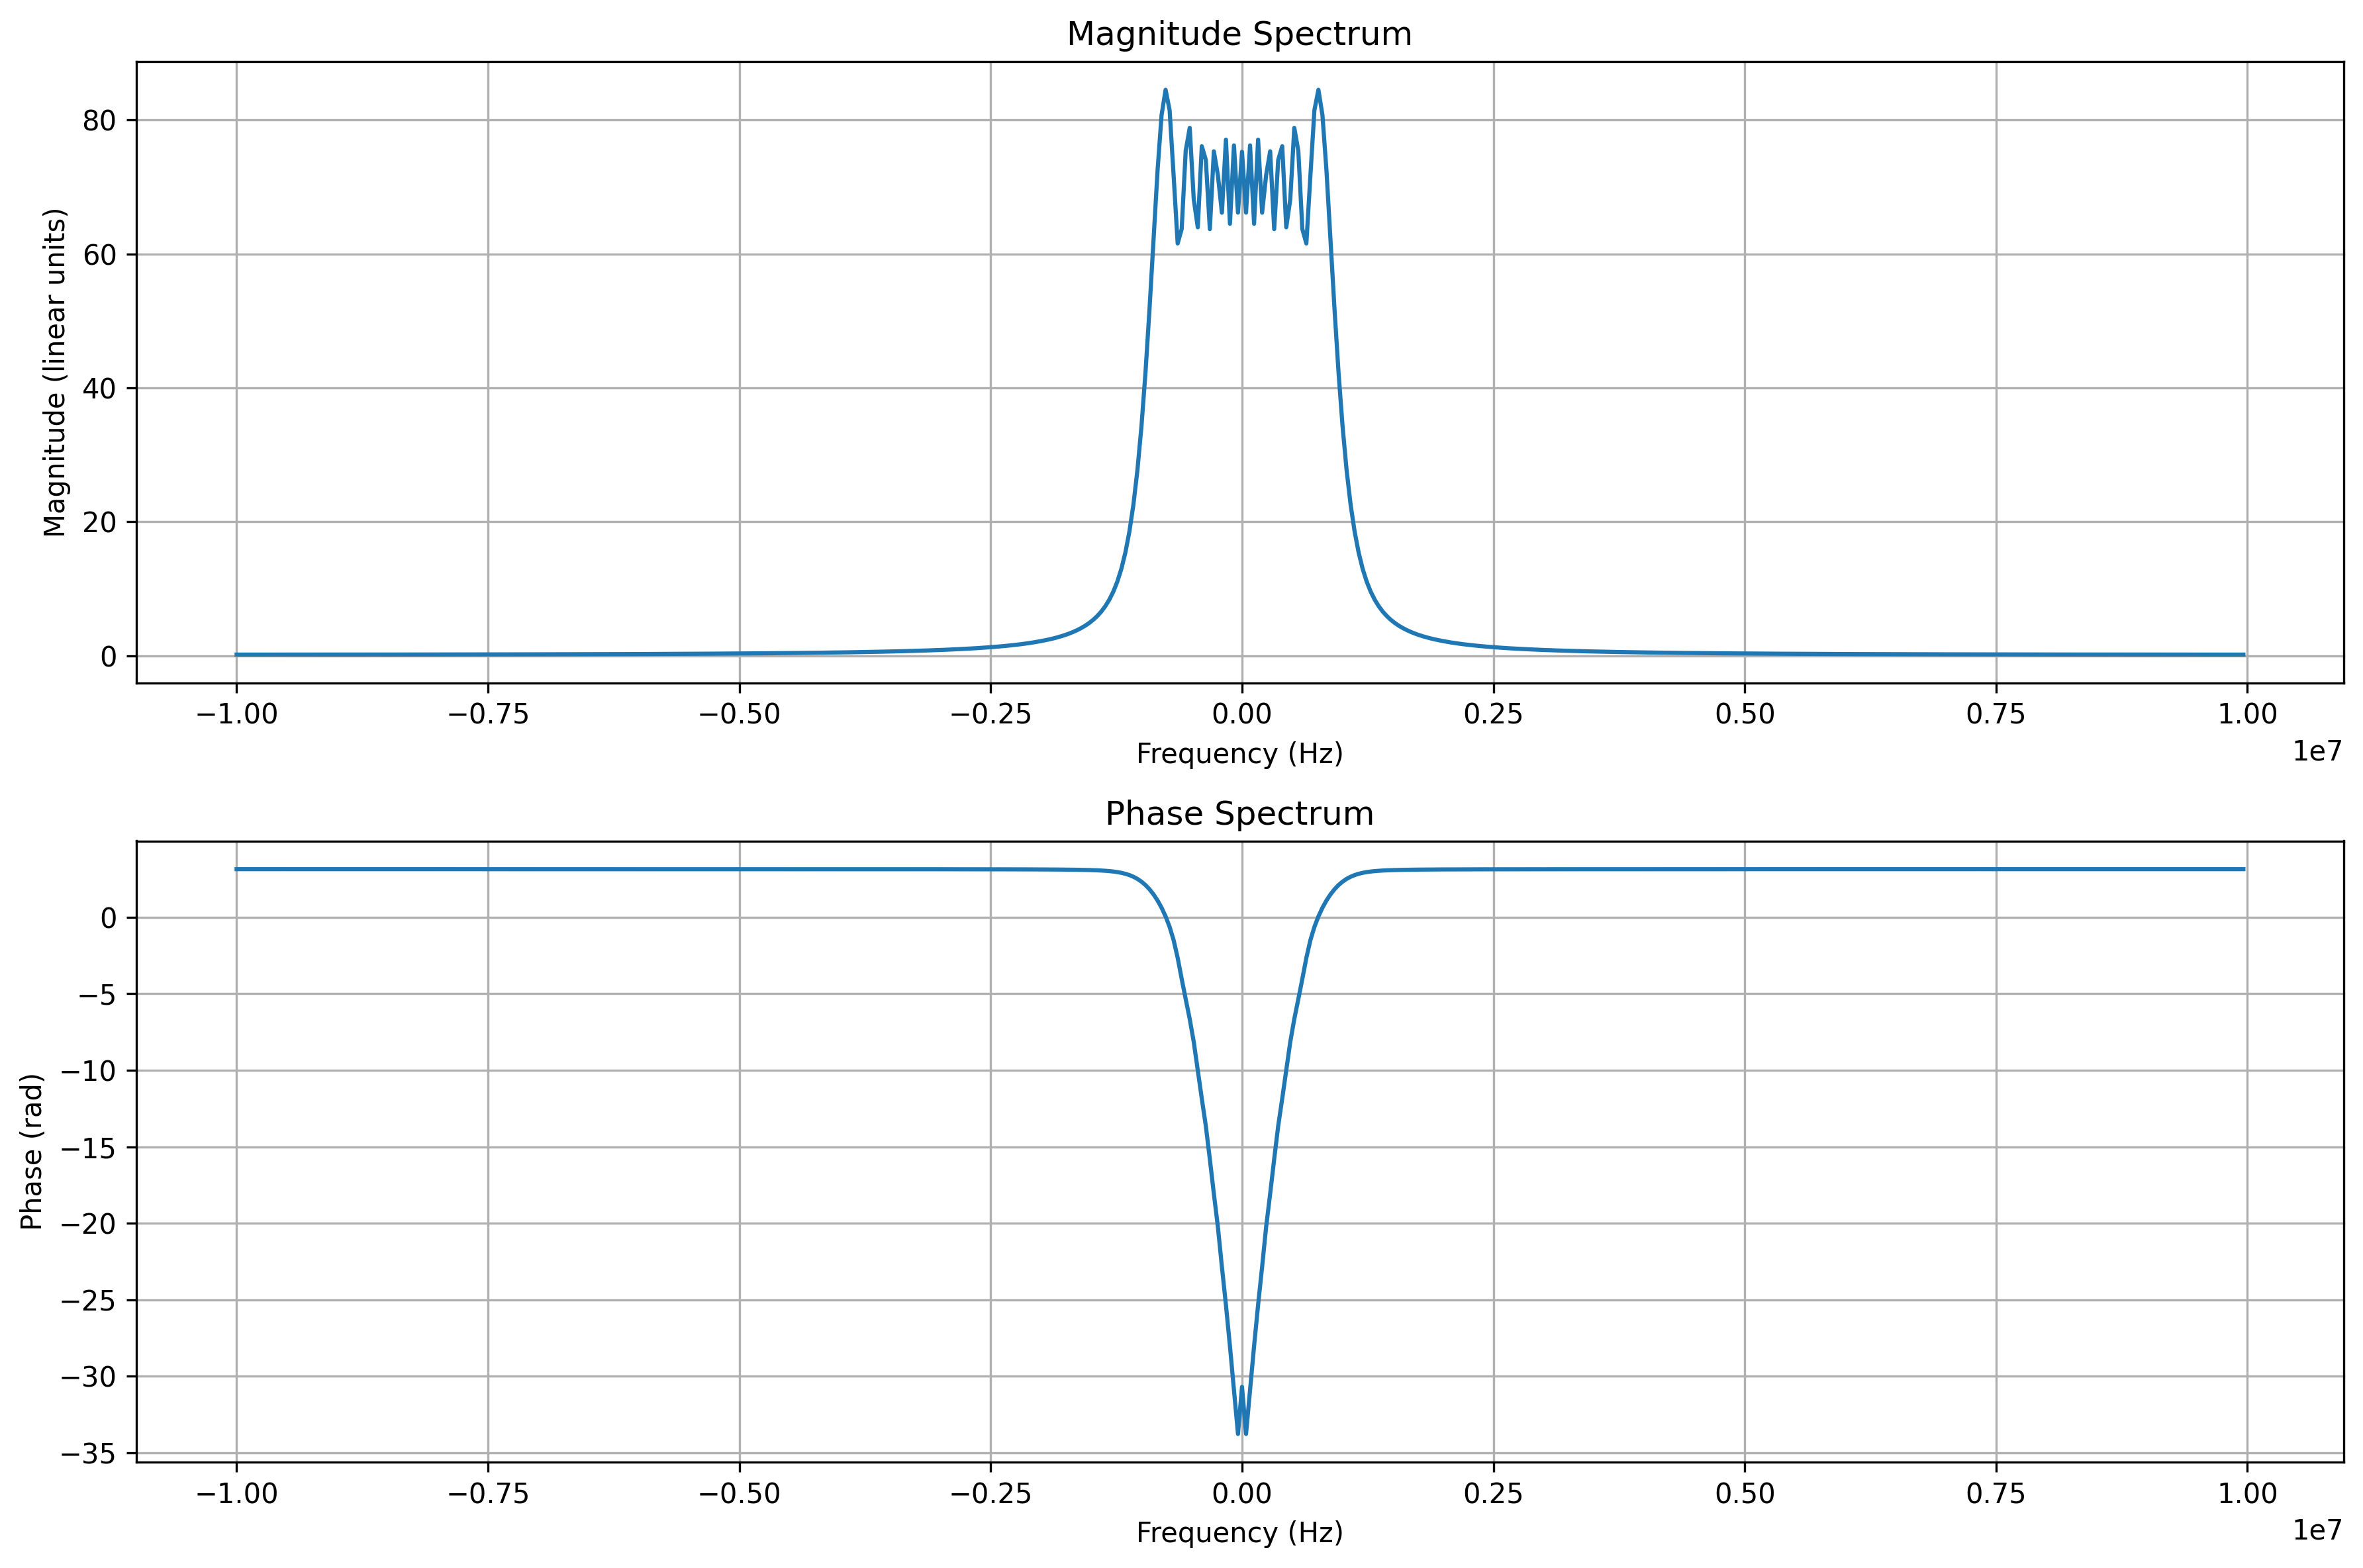 Magnitude Spectrum
Magnitude (linear units)
80
60
40
20
0
−1.00 −0.75 −0.50 −0.25 0.00 0.25 0.50 0.75 1.00
1e7
Frequency (Hz)
Phase Spectrum
Phase (rad)
0
−5
−10
−15
−20
−25
−30
−35
−1.00 −0.75 −0.50 −0.25 0.00 0.25 0.50 0.75 1.00
1e7
Frequency (Hz)